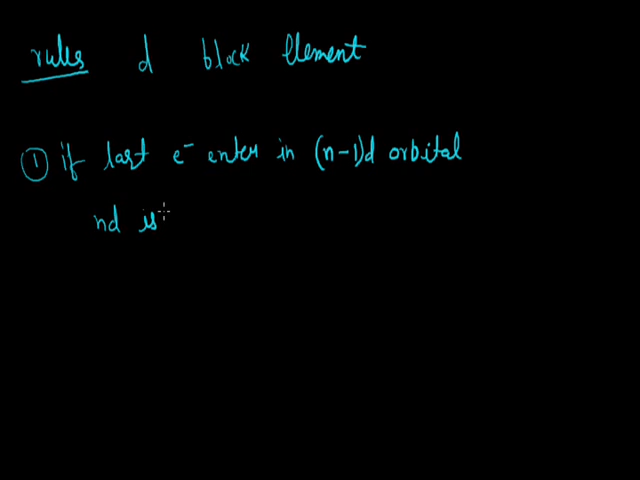 rules d block Element
① if last e⁻ enter in (n-1)d orbital
nd is